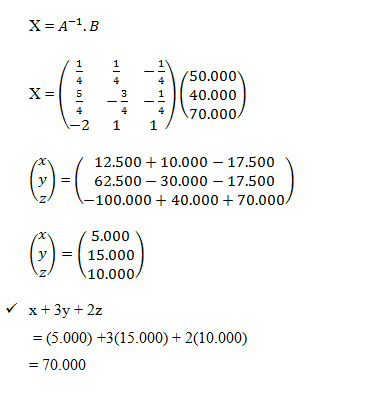 X = A⁻¹. B
X = ( 1/4 1/4 −1/4 ; 5/4 −3/4 −1/4 ; −2 1 1 ) ( 50.000 ; 40.000 ; 70.000 )
( x ; y ; z ) = ( 12.500 + 10.000 − 17.500 ; 62.500 − 30.000 − 17.500 ; −100.000 + 40.000 + 70.000 )
( x ; y ; z ) = ( 5.000 ; 15.000 ; 10.000 )
✓ x + 3y + 2z
= (5.000) +3(15.000) + 2(10.000)
= 70.000